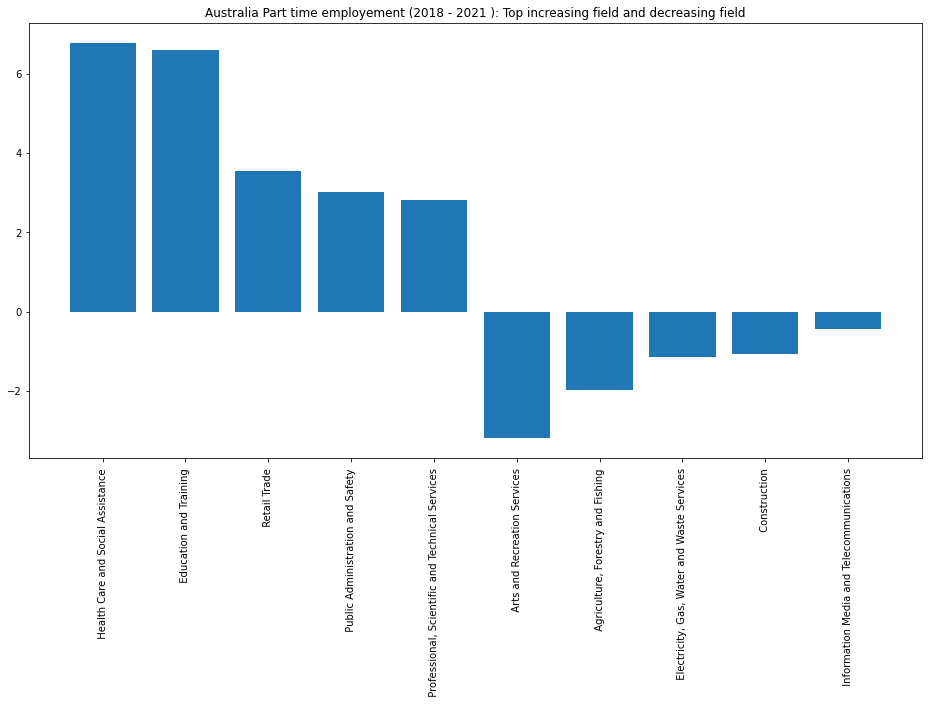 Australia Part time employement (2018 - 2021 ): Top increasing field and decreasing field
6
4
2
0
−2
Health Care and Social Assistance
Education and Training
Retail Trade
Public Administration and Safety
Professional, Scientific and Technical Services
Arts and Recreation Services
Agriculture, Forestry and Fishing
Electricity, Gas, Water and Waste Services
Construction
Information Media and Telecommunications